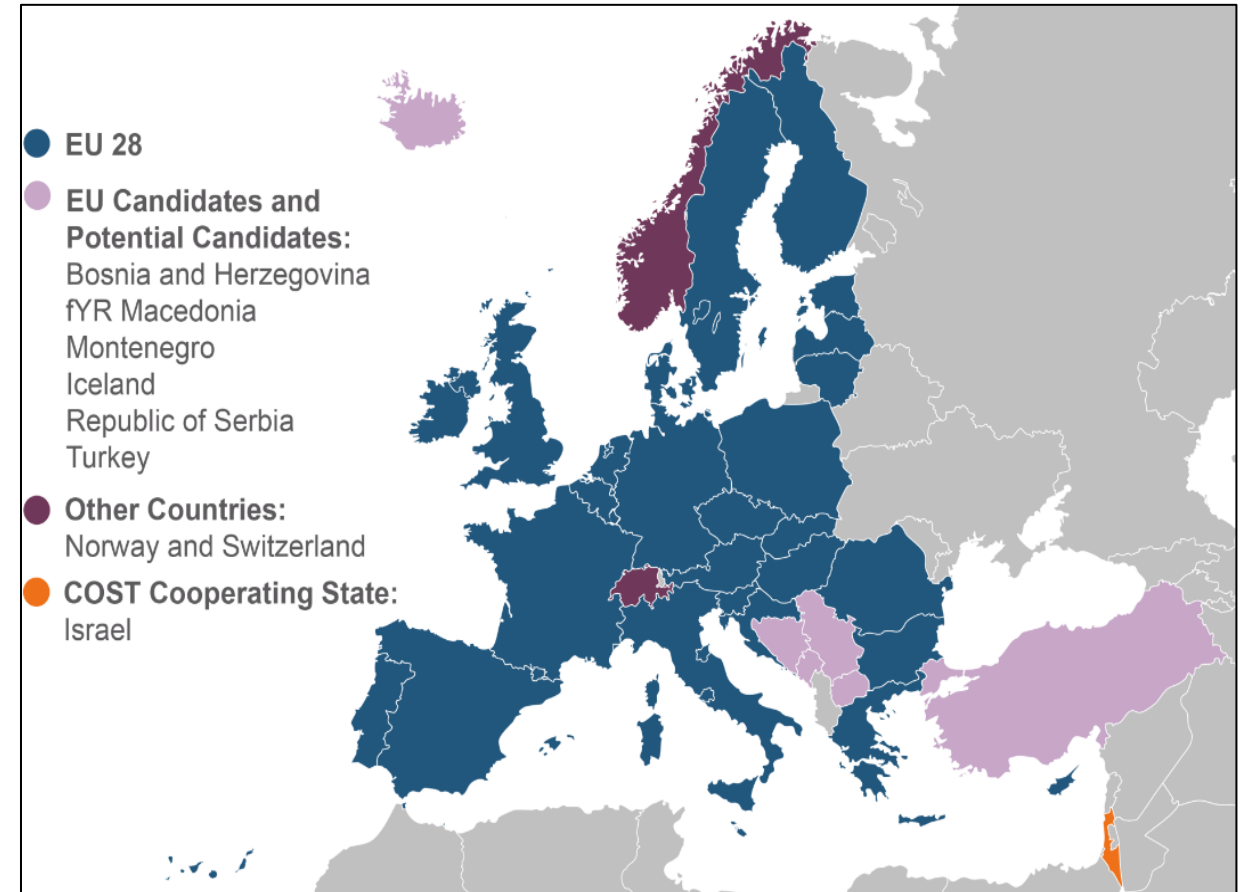 EU 28
EU Candidates and
Potential Candidates:
Bosnia and Herzegovina
fYR Macedonia
Montenegro
Iceland
Republic of Serbia
Turkey
Other Countries:
Norway and Switzerland
COST Cooperating State:
Israel